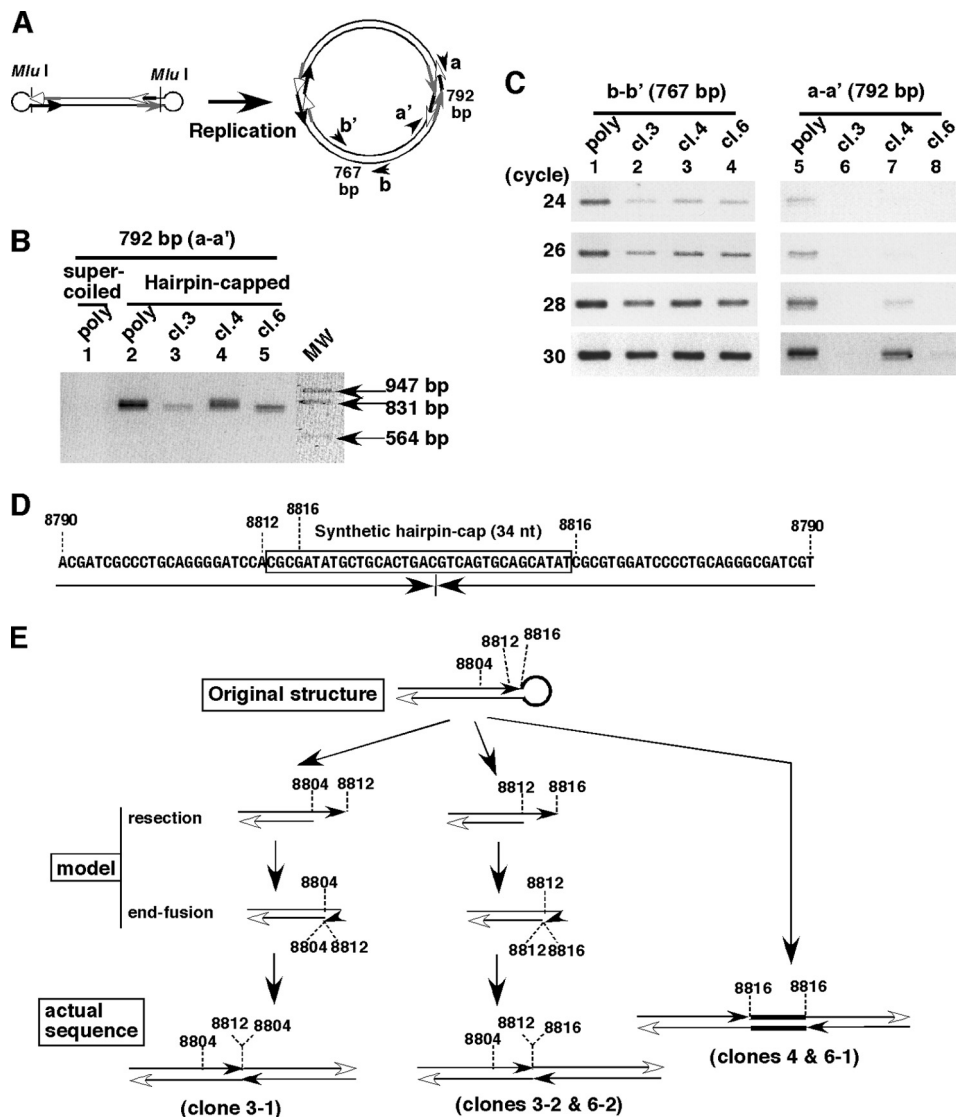 A
Mlu I
Mlu I
Replication
a
792
bp
a'
b'
767
bp
b
B
792 bp (a-a')
super-
coiled
Hairpin-capped
poly
poly
cl.3
cl.4
cl.6
MW
1 2 3 4 5
947 bp
831 bp
564 bp
C
b-b' (767 bp)
a-a' (792 bp)
poly cl.3 cl.4 cl.6
poly cl.3 cl.4 cl.6
(cycle)
1 2 3 4 5 6 7 8
24
26
28
30
D
8790
8812
8816
Synthetic hairpin-cap (34 nt)
8816
8790
ACGATCGCCCTGCAGGGGATCCACGCGATATGCTGCACTGACGTCAGTGCAGCATATCGCGTGGATCCCCTGCAGGGCGATCGT
E
Original structure
8804
8812
8816
model
resection
8804
8812
8812
8816
end-fusion
8804
8804
8812
8812
8812
8816
actual
sequence
8804
8812
8804
8804
8812
8816
8816
8816
(clone 3-1)
(clones 3-2 & 6-2)
(clones 4 & 6-1)